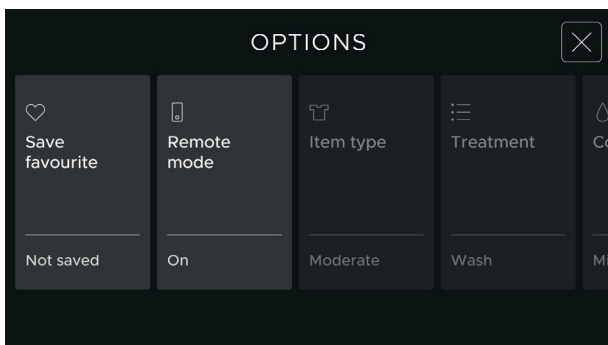 OPTIONS
Save
favourite
Not saved
Remote
mode
On
Item type
Moderate
Treatment
Wash